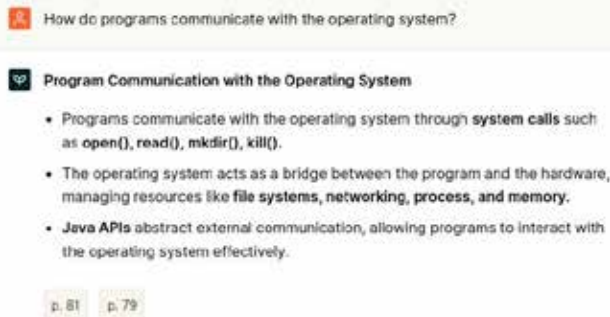 How do programs communicate with the operating system?
Program Communication with the Operating System
• Programs communicate with the operating system through system calls such
as open(), read(), mkdir(), kill().
• The operating system acts as a bridge between the program and the hardware,
managing resources like file systems, networking, process, and memory.
• Java APIs abstract external communication, allowing programs to interact with
the operating system effectively.
p. 81 p. 79